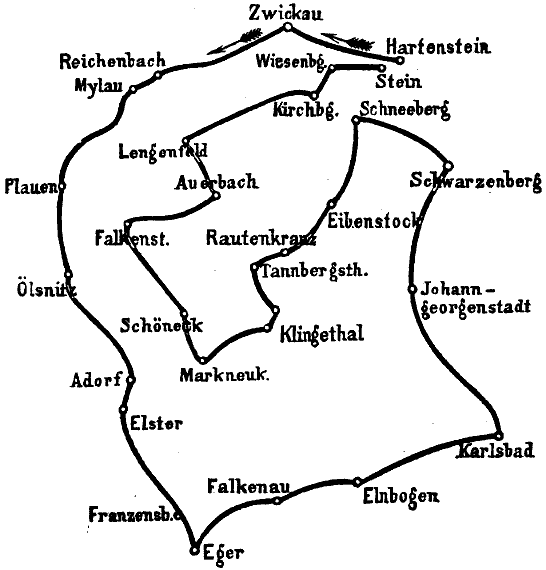 Zwickau
Hartenstein
Reichenbach
Wiesenbg.
Mylau
Stein
Kirchbg.
Schneeberg
Lengenfeld
Auerbach
Schwarzenberg
Plauen
Eibenstock
Falkenst.
Rautenkranz
Tannbergsth.
Ölsnitz
Johann-
georgenstadt
Schöneck
Klingethal
Markneuk.
Adorf
Elster
Karlsbad
Falkenau
Elnbogen
Franzensb.
Eger